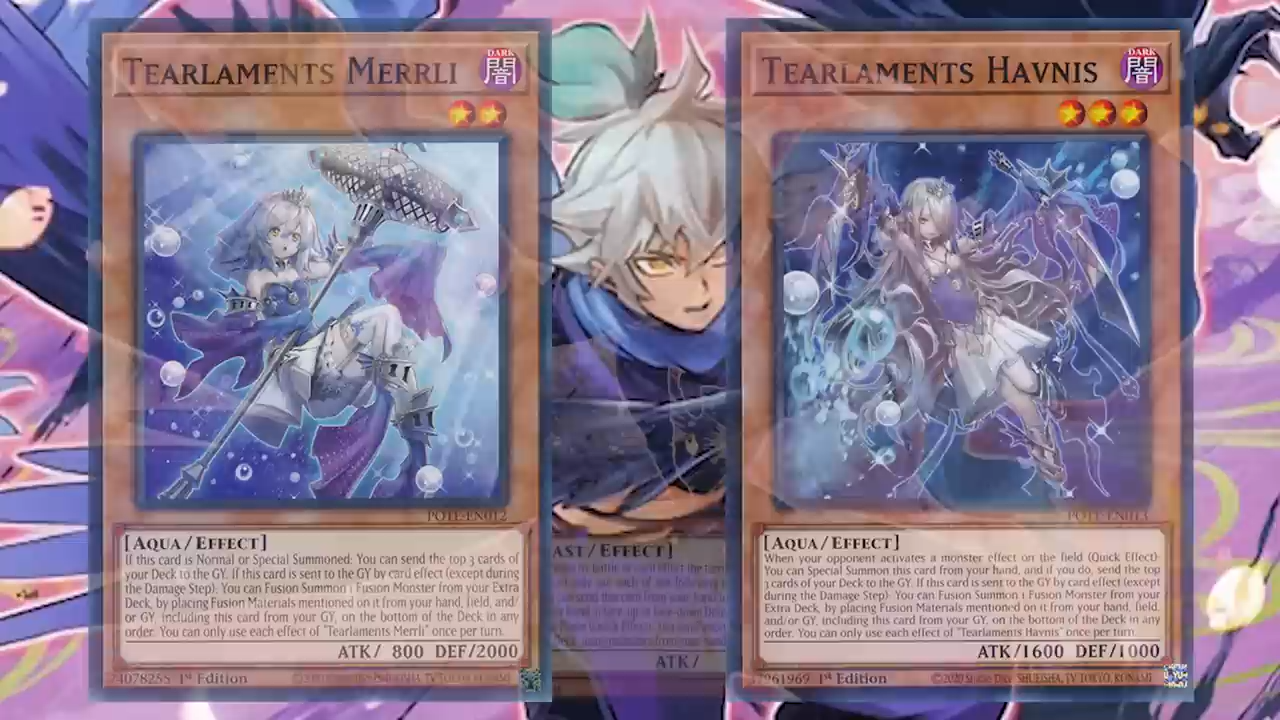 TEARLAMENTS MERRLI
DARK
闇
POTE-EN012
[AQUA/EFFECT]
If this card is Normal or Special Summoned: You can send the top 3 cards of
your Deck to the GY. If this card is sent to the GY by card effect (except during
the Damage Step): You can Fusion Summon 1 Fusion Monster from your Extra
Deck, by placing Fusion Materials mentioned on it from your hand, field, and/
or GY, including this card from your GY, on the bottom of the Deck in any
order. You can only use each effect of "Tearlaments Merrli" once per turn.
ATK/ 800 DEF/2000
74078255 1st Edition
TEARLAMENTS HAVNIS
DARK
闇
POTE-EN013
[AQUA/EFFECT]
When your opponent activates a monster effect on the field (Quick Effect):
You can Special Summon this card from your hand, and if you do, send the top
3 cards of your Deck to the GY. If this card is sent to the GY by card effect (except
during the Damage Step): You can Fusion Summon 1 Fusion Monster from your
Extra Deck, by placing Fusion Materials mentioned on it from your hand, field,
and/or GY, including this card from your GY, on the bottom of the Deck in any
order. You can only use each effect of "Tearlaments Havnis" once per turn.
ATK/1600 DEF/1000
37961969 1st Edition ©2020 Studio Dice/SHUEISHA, TV TOKYO, KONAMI
AST/EFFECT]
ATK/